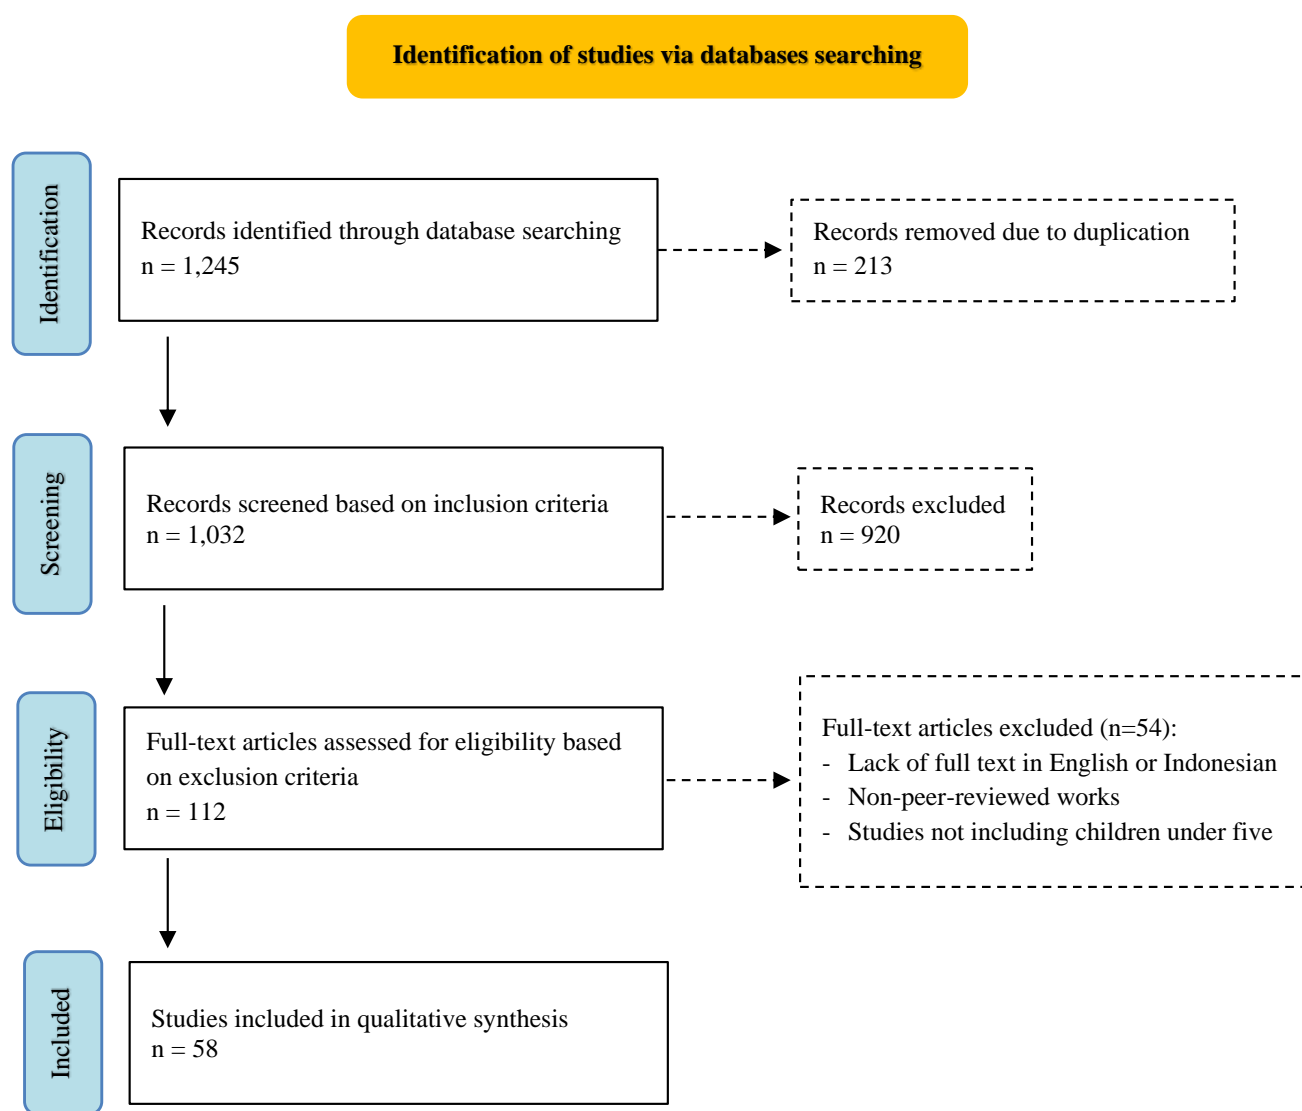 Identification of studies via databases searching
Identification
Records identified through database searching
n = 1,245
Records removed due to duplication
n = 213
Screening
Records screened based on inclusion criteria
n = 1,032
Records excluded
n = 920
Eligibility
Full-text articles assessed for eligibility based
on exclusion criteria
n = 112
Full-text articles excluded (n=54):
- Lack of full text in English or Indonesian
- Non-peer-reviewed works
- Studies not including children under five
Included
Studies included in qualitative synthesis
n = 58